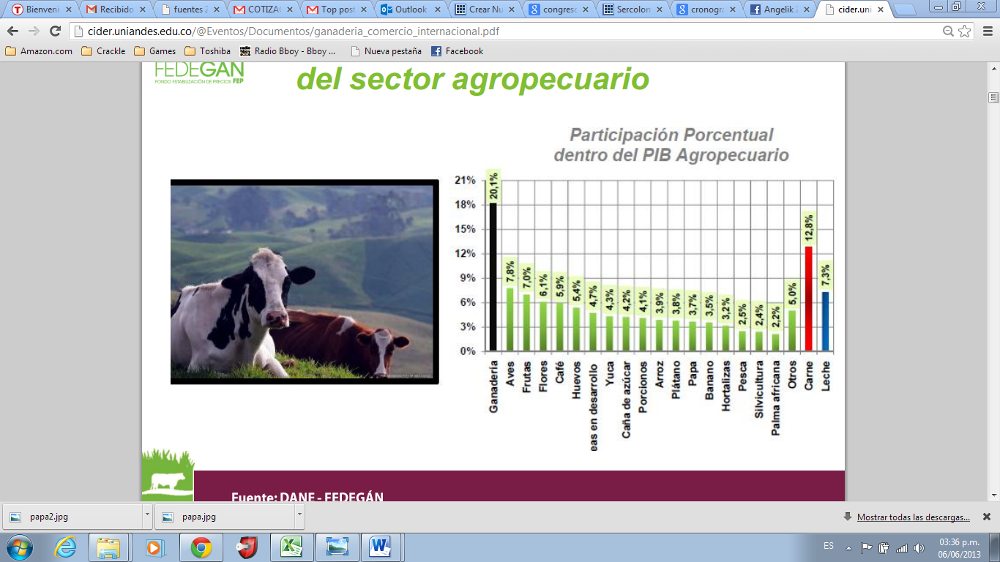 Bienveni
Recibido
fuentes 2
COTIZA
Top post
Outlook
Crear Nu
congreso
Sercolom
cronogra
Angelik
cider.uni
cider.uniandes.edu.co/@Eventos/Documentos/ganaderia_comercio_internacional.pdf
Amazon.com
Crackle
Games
Toshiba
Radio Bboy - Bboy ...
Nueva pestaña
Facebook
FEDEGAN
FONDO ESTABILIZACIÓN DE PRECIOS FEP
del sector agropecuario
Participación Porcentual
dentro del PIB Agropecuario
21%
18%
15%
12%
9%
6%
3%
0%
20,1%
7,8%
7,0%
6,1%
5,9%
5,4%
4,7%
4,3%
4,2%
4,1%
3,9%
3,8%
3,7%
3,5%
3,2%
2,5%
2,4%
2,2%
5,0%
12,8%
7,3%
Ganadería
Aves
Frutas
Flores
Café
Huevos
eas en desarrollo
Yuca
Caña de azúcar
Porcionos
Arroz
Plátano
Papa
Banano
Hortalizas
Pesca
Silvicultura
Palma africana
Otros
Carne
Leche
Fuente: DANE - FEDEGÁN
papa2.jpg
papa.jpg
Mostrar todas las descargas...
ES
03:36 p.m.
06/06/2013